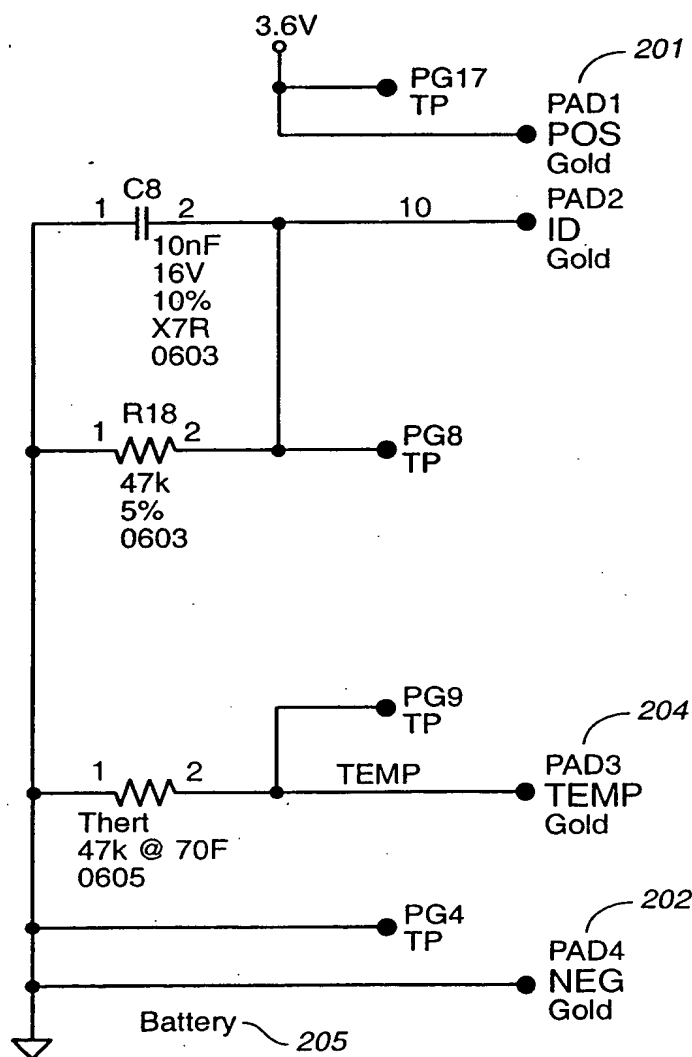 3.6V
201
PG17
TP
PAD1
POS
Gold
C8
1 2
10nF
16V
10%
X7R
0603
10
PAD2
ID
Gold
R18
1 2
47k
5%
0603
PG8
TP
PG9
TP
204
1 2
Thert
47k @ 70F
0605
TEMP
PAD3
TEMP
Gold
PG4
TP
202
PAD4
NEG
Gold
Battery
205